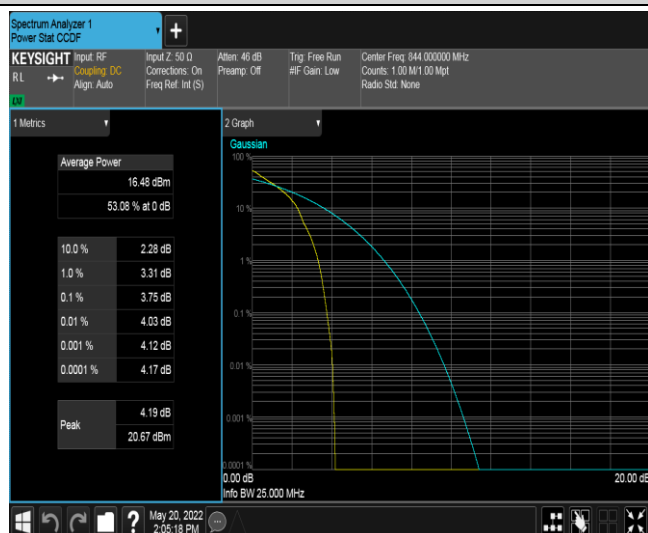 Spectrum Analyzer 1
Power Stat CCDF
+
KEYSIGHT
RL
Input: RF
Coupling: DC
Align: Auto
Input Z: 50 Ω
Corrections: On
Freq Ref: Int (S)
Atten: 46 dB
Preamp: Off
Trig: Free Run
#IF Gain: Low
Center Freq: 844.000000 MHz
Counts: 1.00 M/1.00 Mpt
Radio Std: None
1 Metrics
Average Power
16.48 dBm
53.08 % at 0 dB
10.0 % 2.28 dB
1.0 % 3.31 dB
0.1 % 3.75 dB
0.01 % 4.03 dB
0.001 % 4.12 dB
0.0001 % 4.17 dB
Peak
4.19 dB
20.67 dBm
2 Graph
Gaussian
100 %
10 %
1 %
0.1 %
0.01 %
0.001 %
0.0001 %
0.00 dB 20.00 dB
Info BW 25.000 MHz
?
May 20, 2022
2:05:18 PM